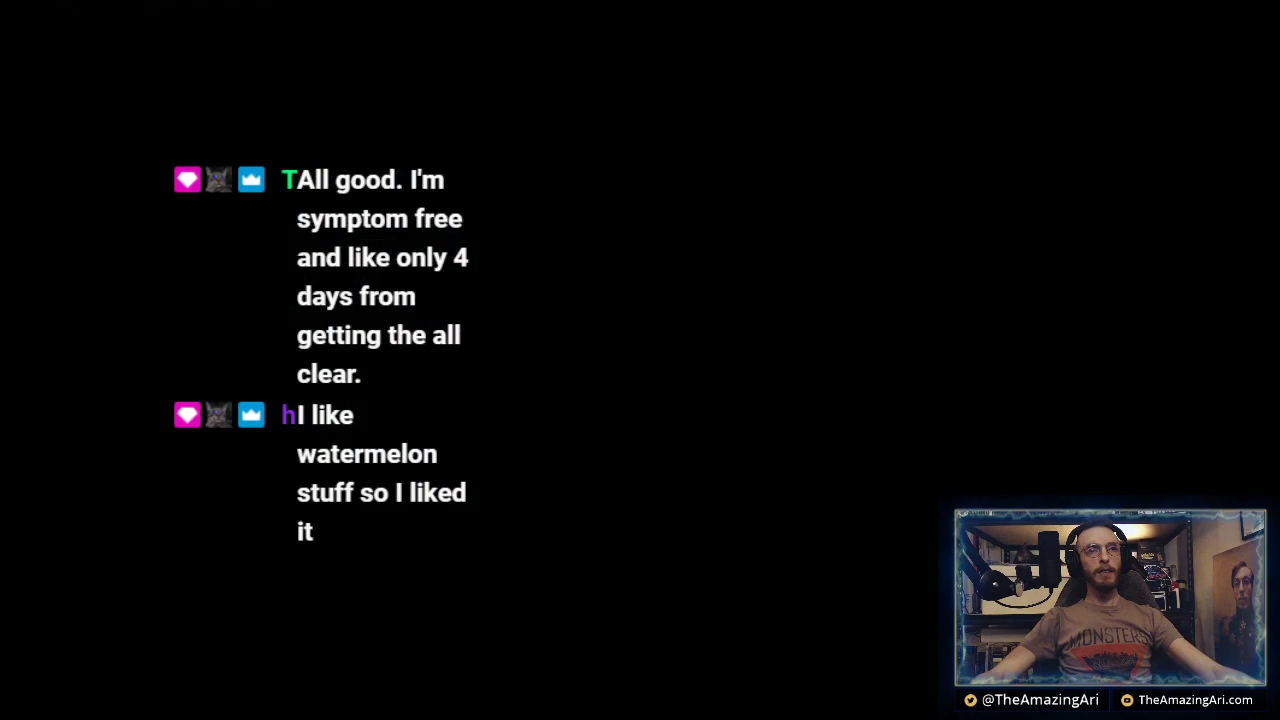 TAll good. I'm
symptom free
and like only 4
days from
getting the all
clear.
hI like
watermelon
stuff so I liked
it
MONSTERS
@TheAmazingAri
TheAmazingAri.com